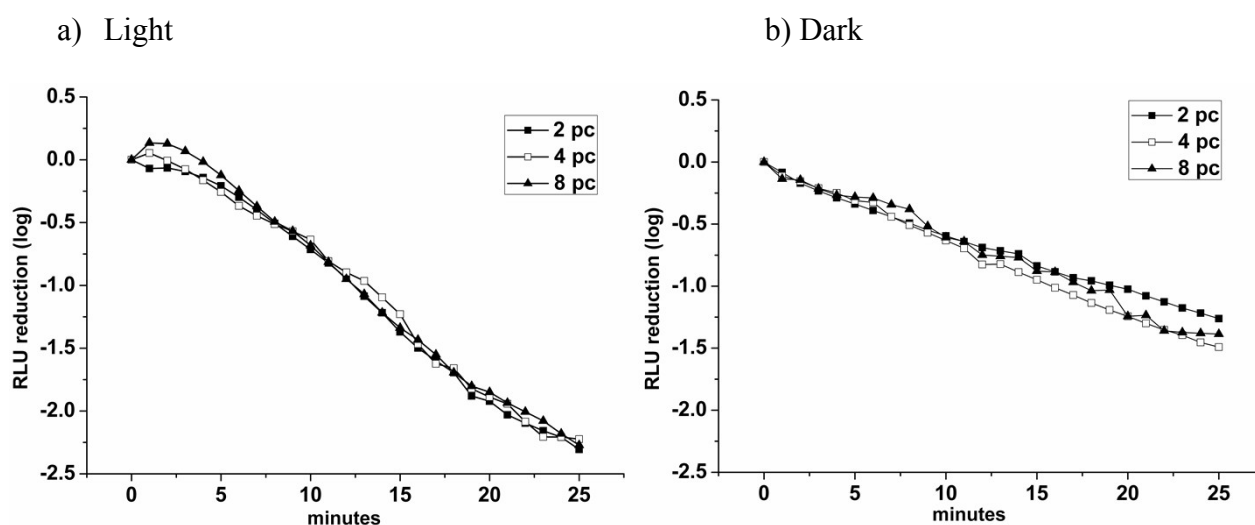 a) Light
0.5
0.0
-0.5
-1.0
-1.5
-2.0
-2.5
RLU reduction (log)
2 pc
4 pc
8 pc
0 5 10 15 20 25
minutes
b) Dark
0.5
0.0
-0.5
-1.0
-1.5
-2.0
-2.5
RLU reduction (log)
2 pc
4 pc
8 pc
0 5 10 15 20 25
minutes